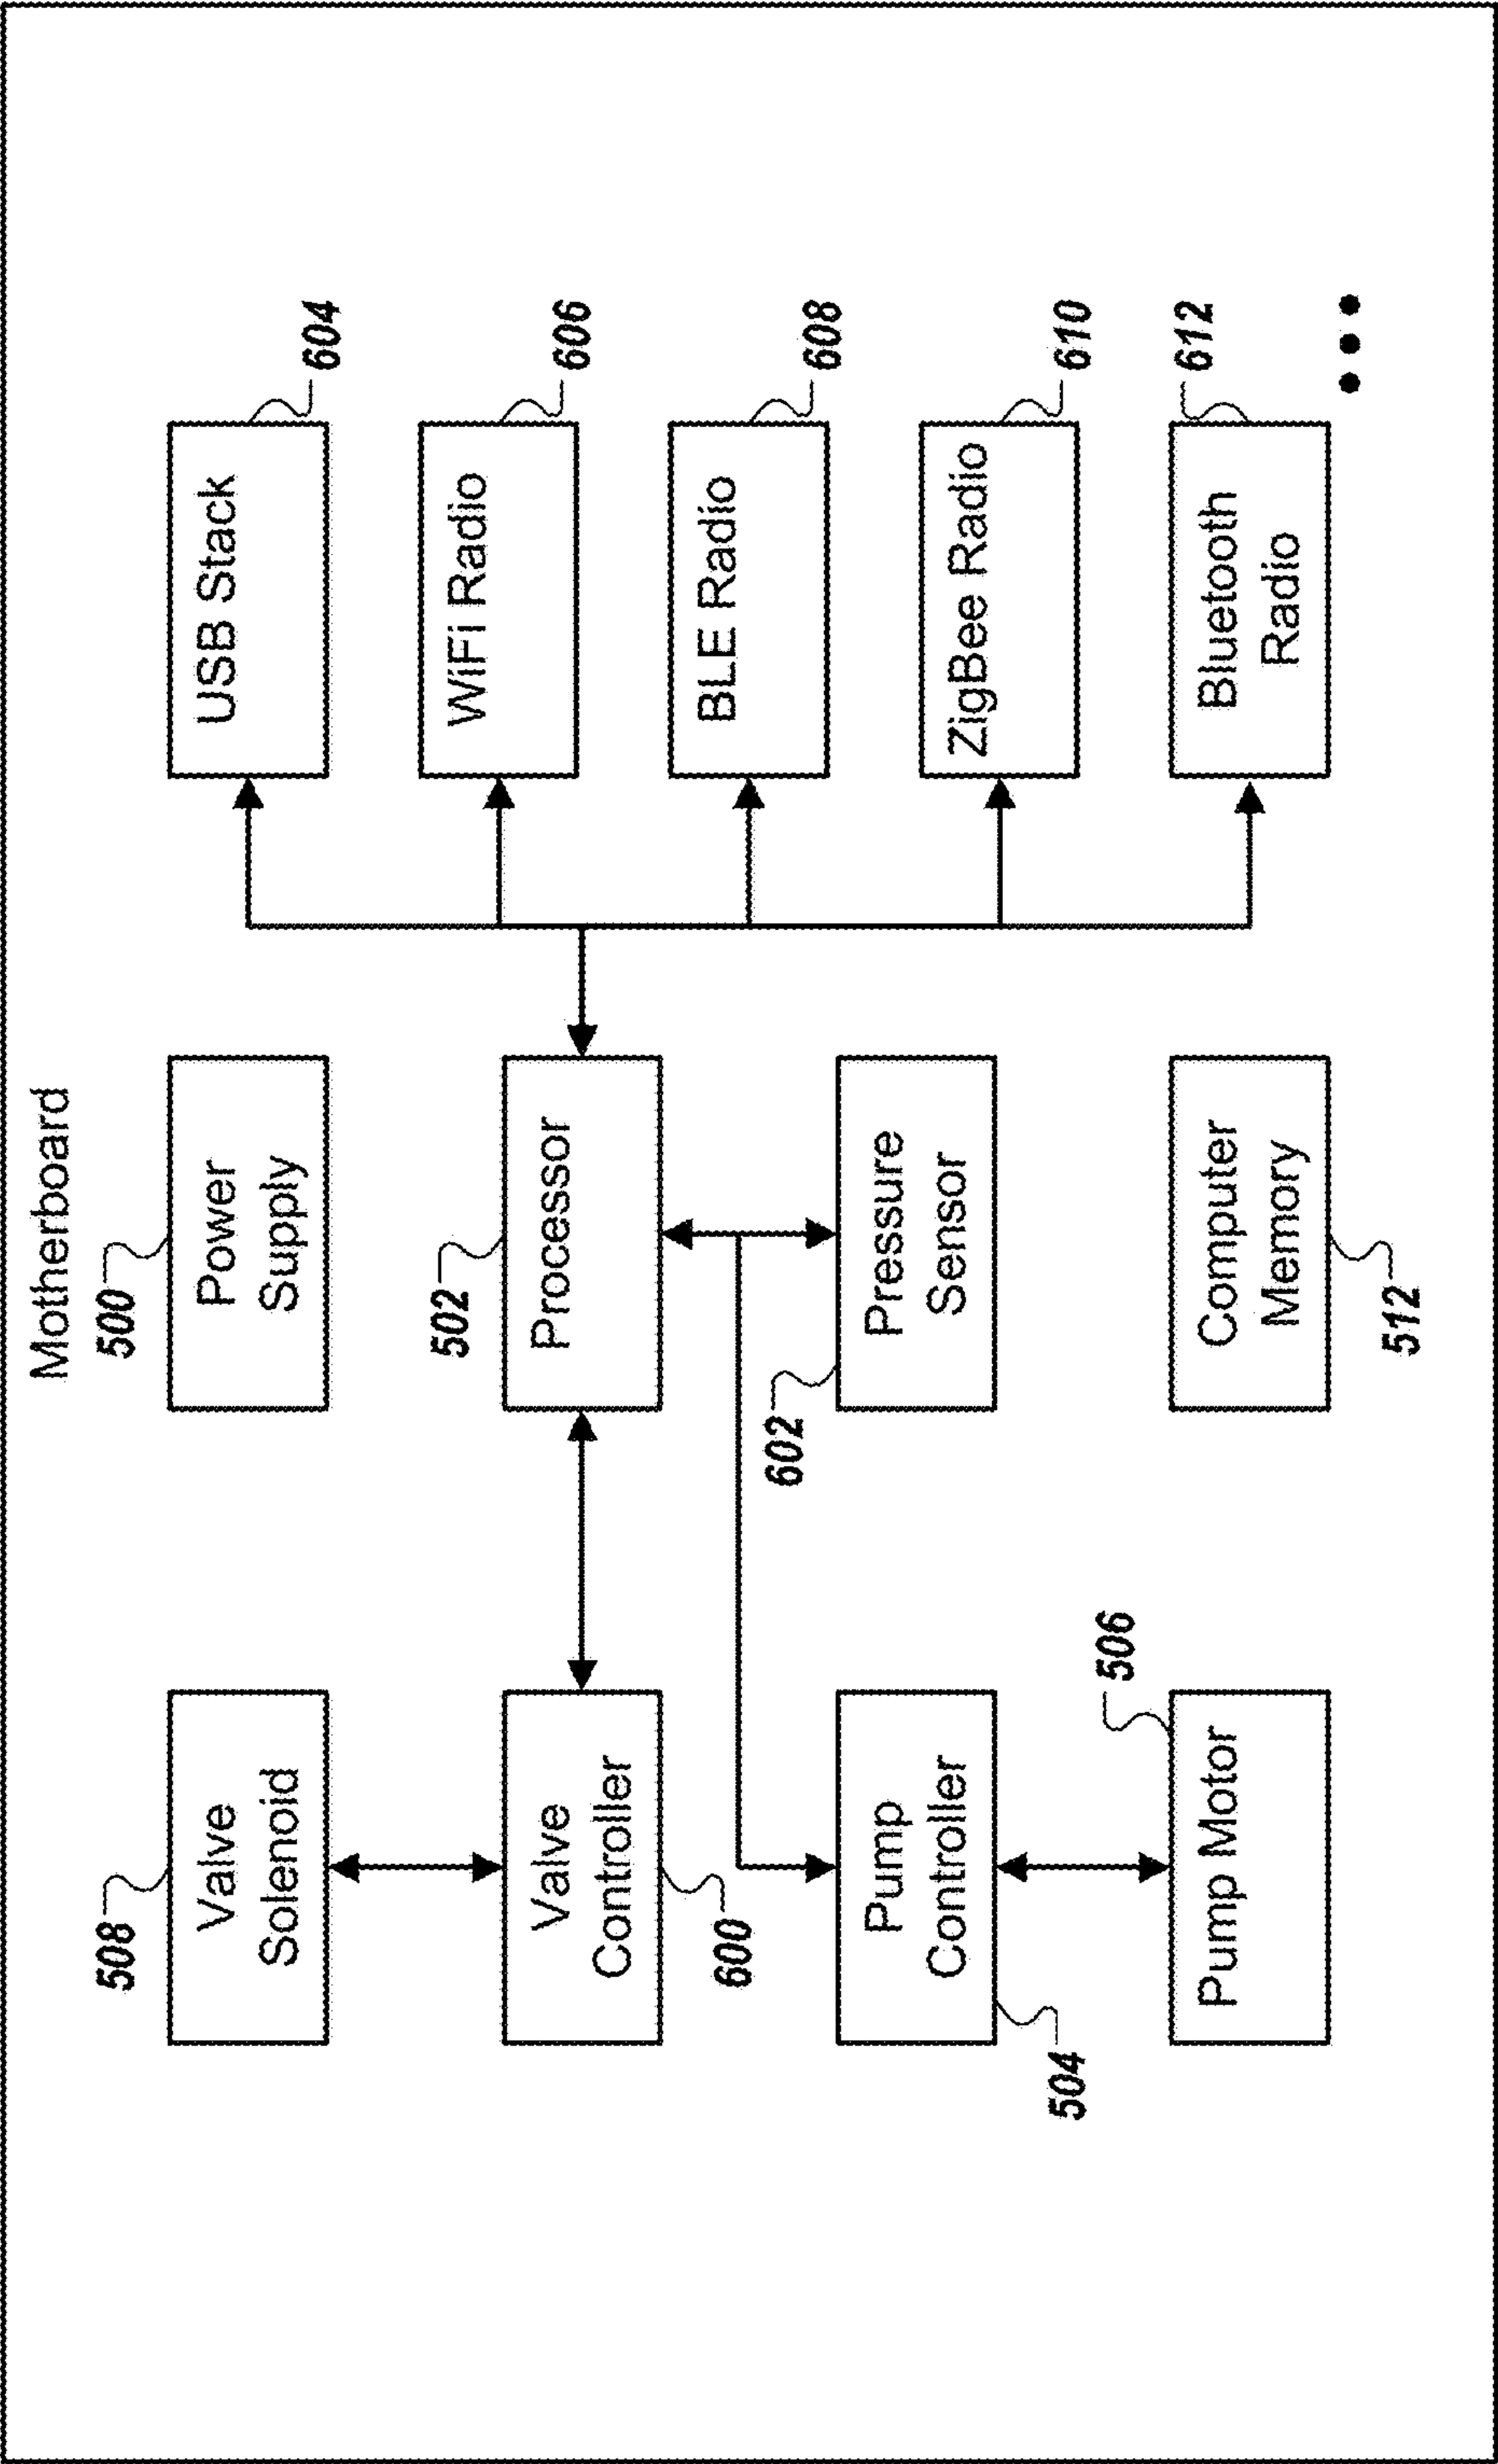 Motherboard
508
Valve
Solenoid
500
Power
Supply
USB Stack
604
Valve
Controller
600
502
Processor
WiFi Radio
606
Pump
Controller
504
602
Pressure
Sensor
BLE Radio
608
506
Pump Motor
Computer
Memory
512
ZigBee Radio
610
Bluetooth
Radio
612